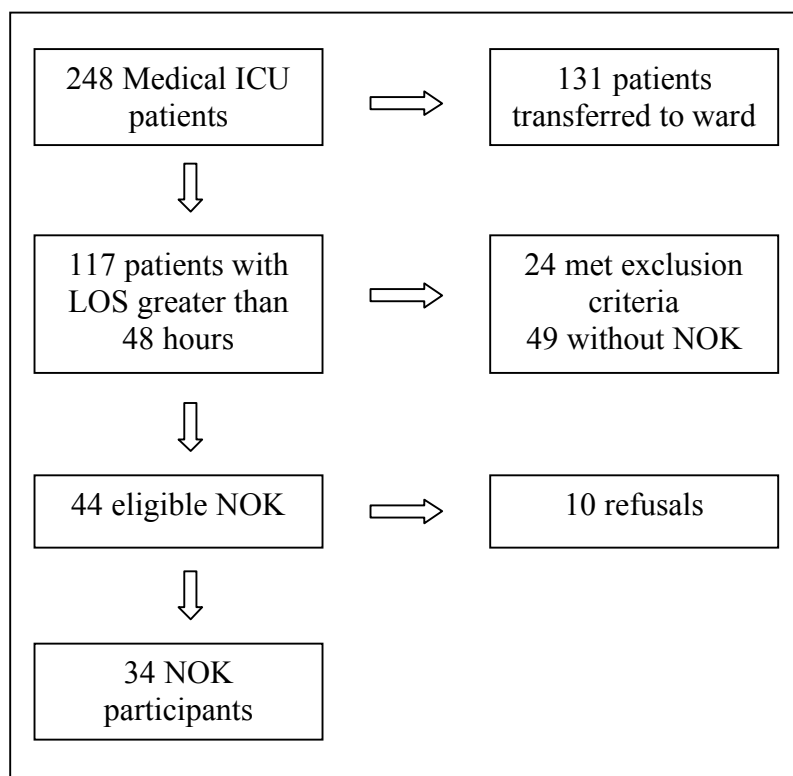 248 Medical ICU
patients
131 patients
transferred to ward
117 patients with
LOS greater than
48 hours
24 met exclusion
criteria
49 without NOK
44 eligible NOK
10 refusals
34 NOK
participants